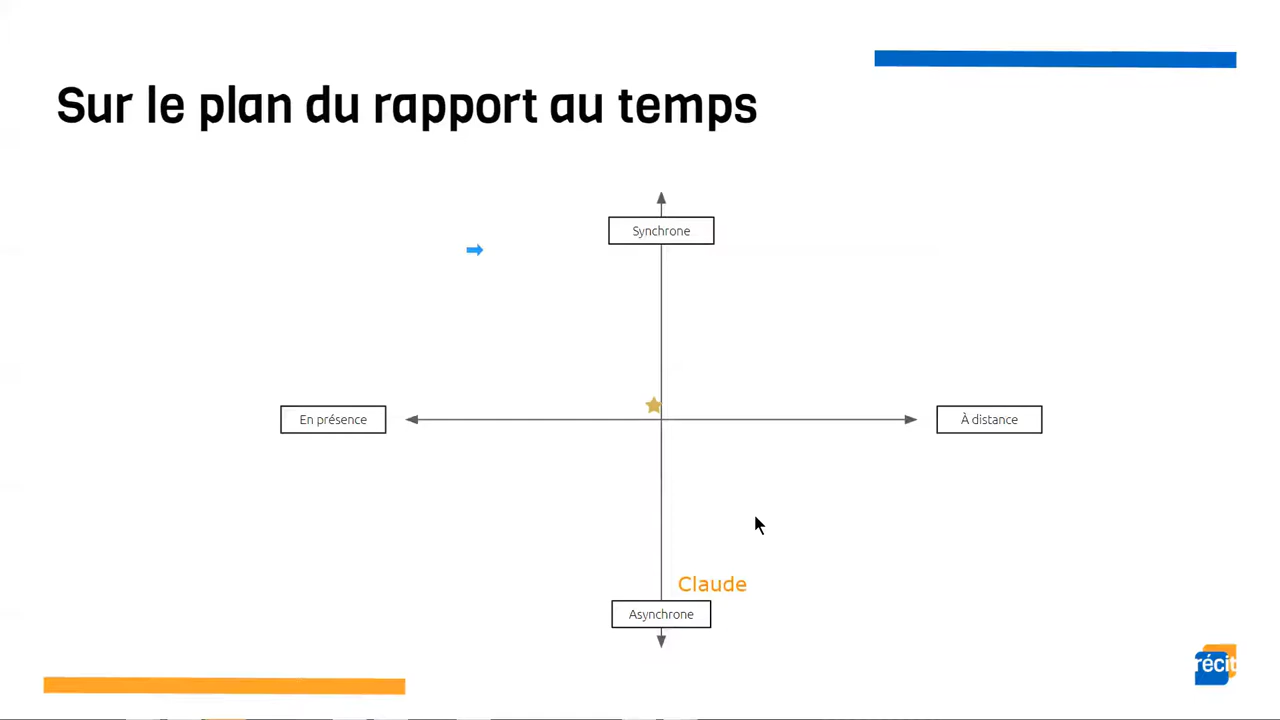 Sur le plan du rapport au temps
Synchrone
En présence
À distance
Claude
Asynchrone
récit